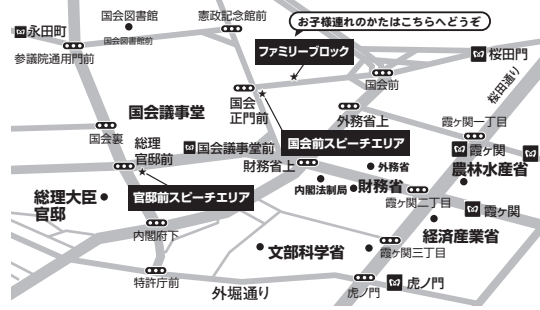 国会図書館
憲政記念館前
お子様連れのかたはこちらへどうぞ
永田町
国会図書館前
参議院通用門前
ファミリーブロック
桜田門
国会前
桜田通り
国会
正門前
国会議事堂
外務省上
霞ヶ関一丁目
国会裏
総理
官邸前
国会議事堂前
国会前スピーチエリア
霞ヶ関
財務省上
外務省
農林水産省
内閣法制局
財務省
総理大臣
官邸
官邸前スピーチエリア
霞ヶ関二丁目
霞ヶ関
内閣府下
経済産業省
文部科学省
霞ヶ関三丁目
特許庁前
外堀通り
虎ノ門
虎ノ門